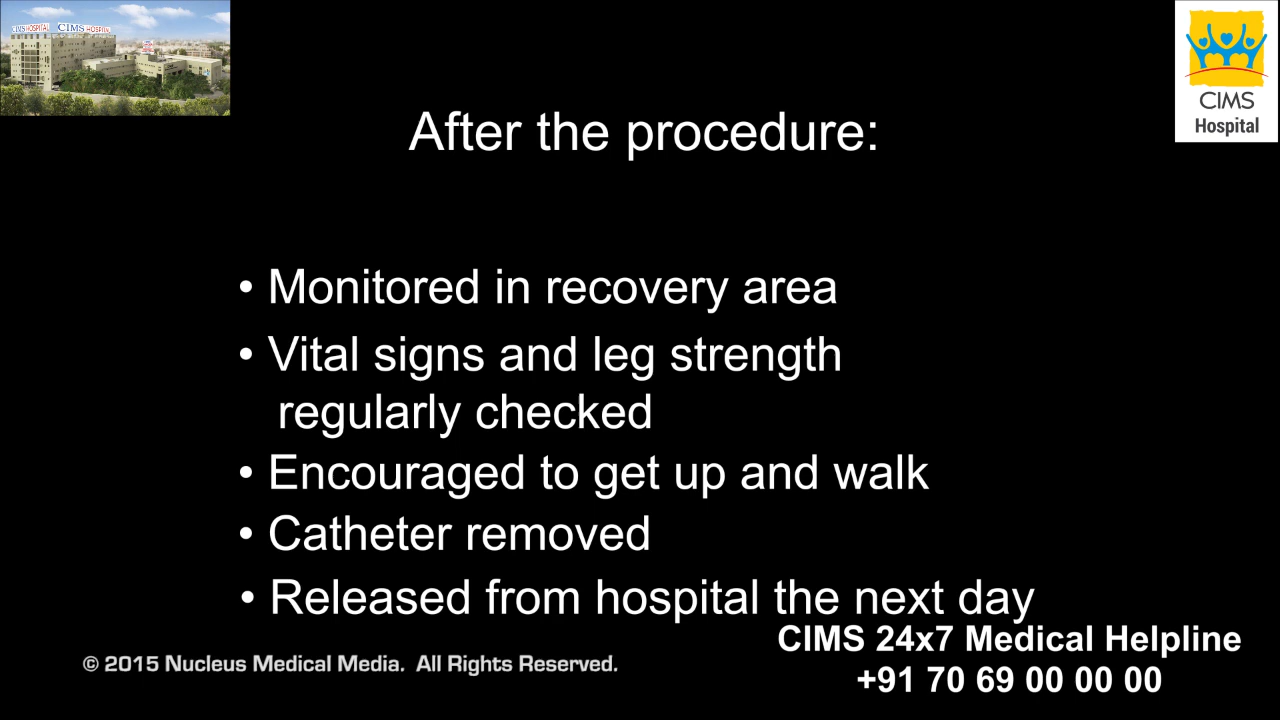 CIMS HOSPITAL CIMS HOSPITAL
CIMS
Hospital
After the procedure:
• Monitored in recovery area
• Vital signs and leg strength
regularly checked
• Encouraged to get up and walk
• Catheter removed
• Released from hospital the next day
CIMS 24x7 Medical Helpline
+91 70 69 00 00 00
© 2015 Nucleus Medical Media. All Rights Reserved.